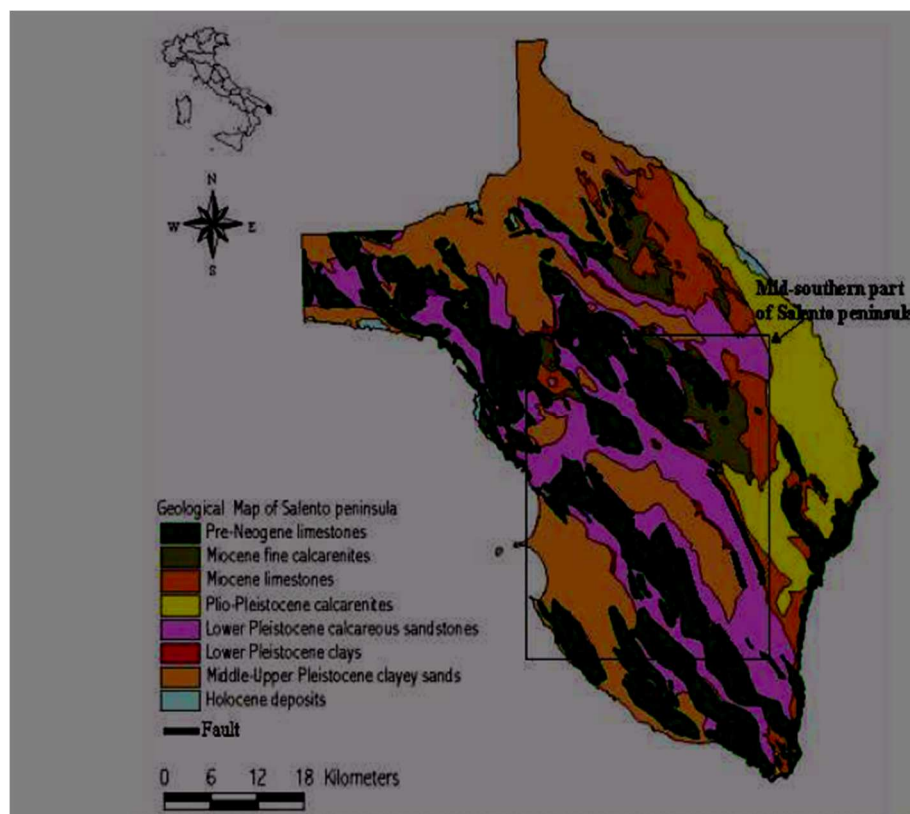 N
W E
S
Mid-southern part
of Salento peninsula
Geological Map of Salento peninsula
Pre-Neogene limestones
Miocene fine calcarenites
Miocene limestones
Plio-Pleistocene calcarenites
Lower Pleistocene calcareous sandstones
Lower Pleistocene clays
Middle-Upper Pleistocene clayey sands
Holocene deposits
Fault
0 6 12 18 Kilometers